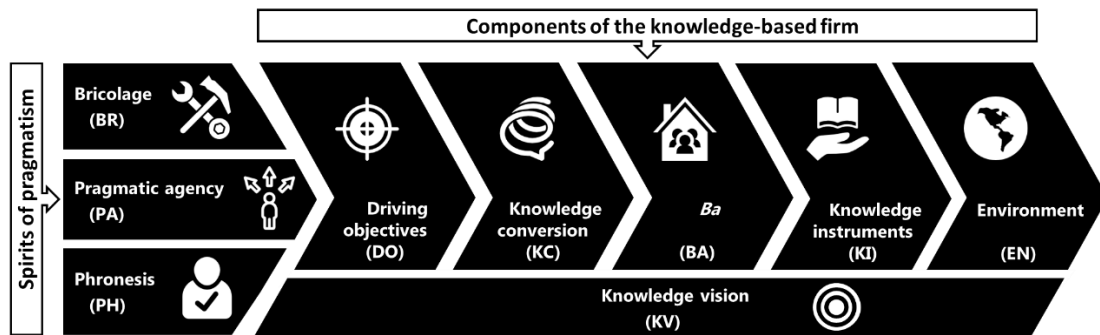 Components of the knowledge-based firm
Spirits of pragmatism
Bricolage
(BR)
Pragmatic agency
(PA)
Phronesis
(PH)
Driving
objectives
(DO)
Knowledge
conversion
(KC)
Ba
(BA)
Knowledge
instruments
(KI)
Environment
(EN)
Knowledge vision
(KV)